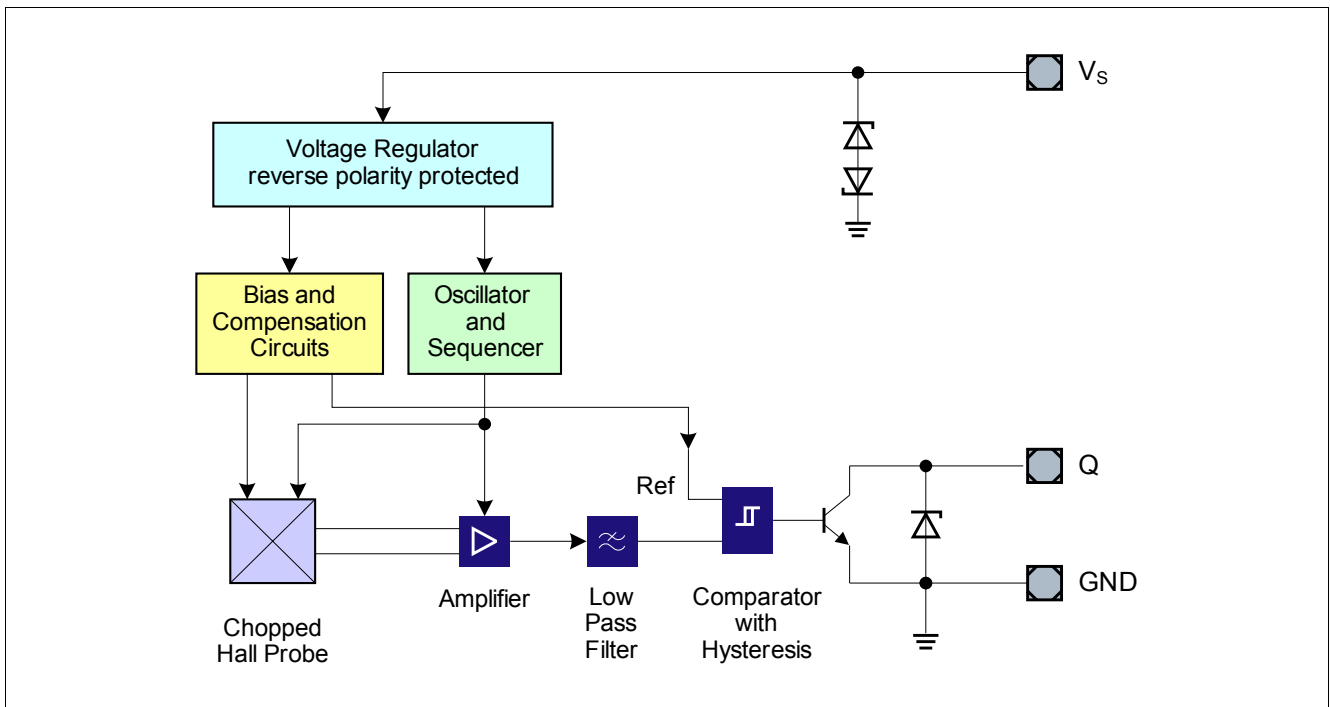 V_S
Voltage Regulator
reverse polarity protected
Bias and
Compensation
Circuits
Oscillator
and
Sequencer
Ref
Q
GND
Amplifier
Low
Pass
Filter
Comparator
with
Hysteresis
Chopped
Hall Probe